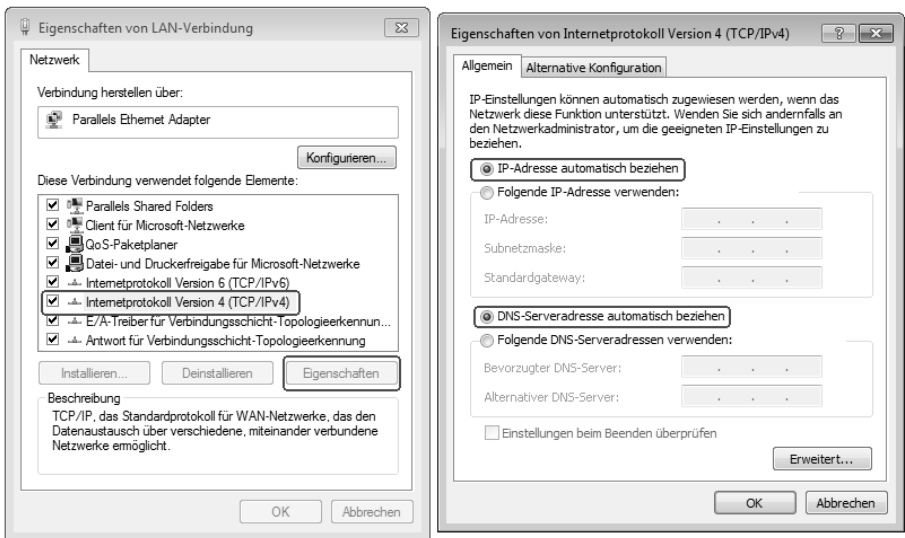 Eigenschaften von LAN-Verbindung
Netzwerk
Verbindung herstellen über:
Parallels Ethernet Adapter
Konfigurieren...
Diese Verbindung verwendet folgende Elemente:
Parallels Shared Folders
Client für Microsoft-Netzwerke
QoS-Paketplaner
Datei- und Druckerfreigabe für Microsoft-Netzwerke
Internetprotokoll Version 6 (TCP/IPv6)
Internetprotokoll Version 4 (TCP/IPv4)
E/A-Treiber für Verbindungsschicht-Topologieerkennun...
Antwort für Verbindungsschicht-Topologieerkennung
Installieren...
Deinstallieren
Eigenschaften
Beschreibung
TCP/IP, das Standardprotokoll für WAN-Netzwerke, das den
Datenaustausch über verschiedene, miteinander verbundene
Netzwerke ermöglicht.
OK
Abbrechen
Eigenschaften von Internetprotokoll Version 4 (TCP/IPv4)
Allgemein
Alternative Konfiguration
IP-Einstellungen können automatisch zugewiesen werden, wenn das
Netzwerk diese Funktion unterstützt. Wenden Sie sich andernfalls an
den Netzwerkadministrator, um die geeigneten IP-Einstellungen zu
beziehen.
IP-Adresse automatisch beziehen
Folgende IP-Adresse verwenden:
IP-Adresse:
Subnetzmaske:
Standardgateway:
DNS-Serveradresse automatisch beziehen
Folgende DNS-Serveradressen verwenden:
Bevorzugter DNS-Server:
Alternativer DNS-Server:
Einstellungen beim Beenden überprüfen
Erweitert...
OK
Abbrechen